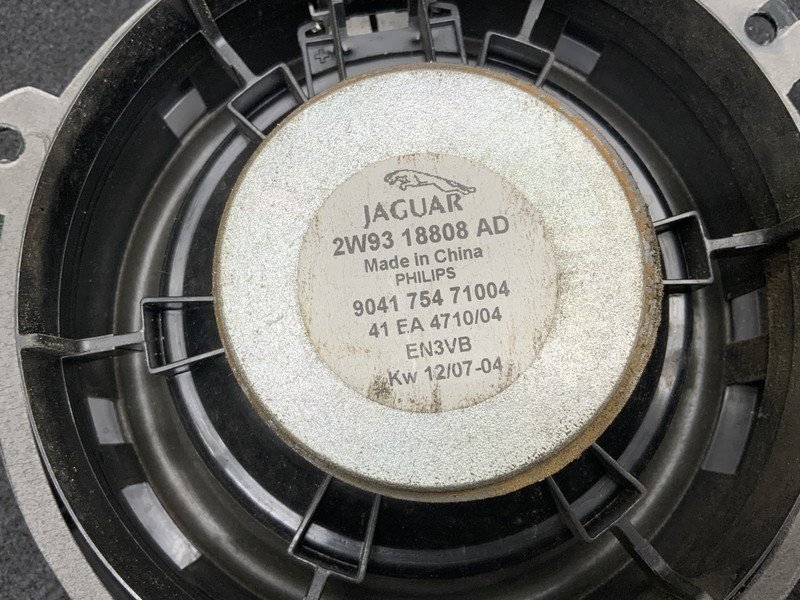 JAGUAR
2W93 18808 AD
Made in China
PHILIPS
9041 754 71004
41 EA 4710/04
EN3VB
Kw 12/07-04